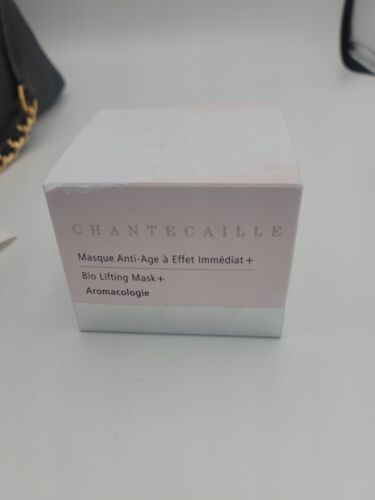 CHANTECAILLE
Masque Anti-Age à Effet Immédiat+
Bio Lifting Mask+
Aromacologie